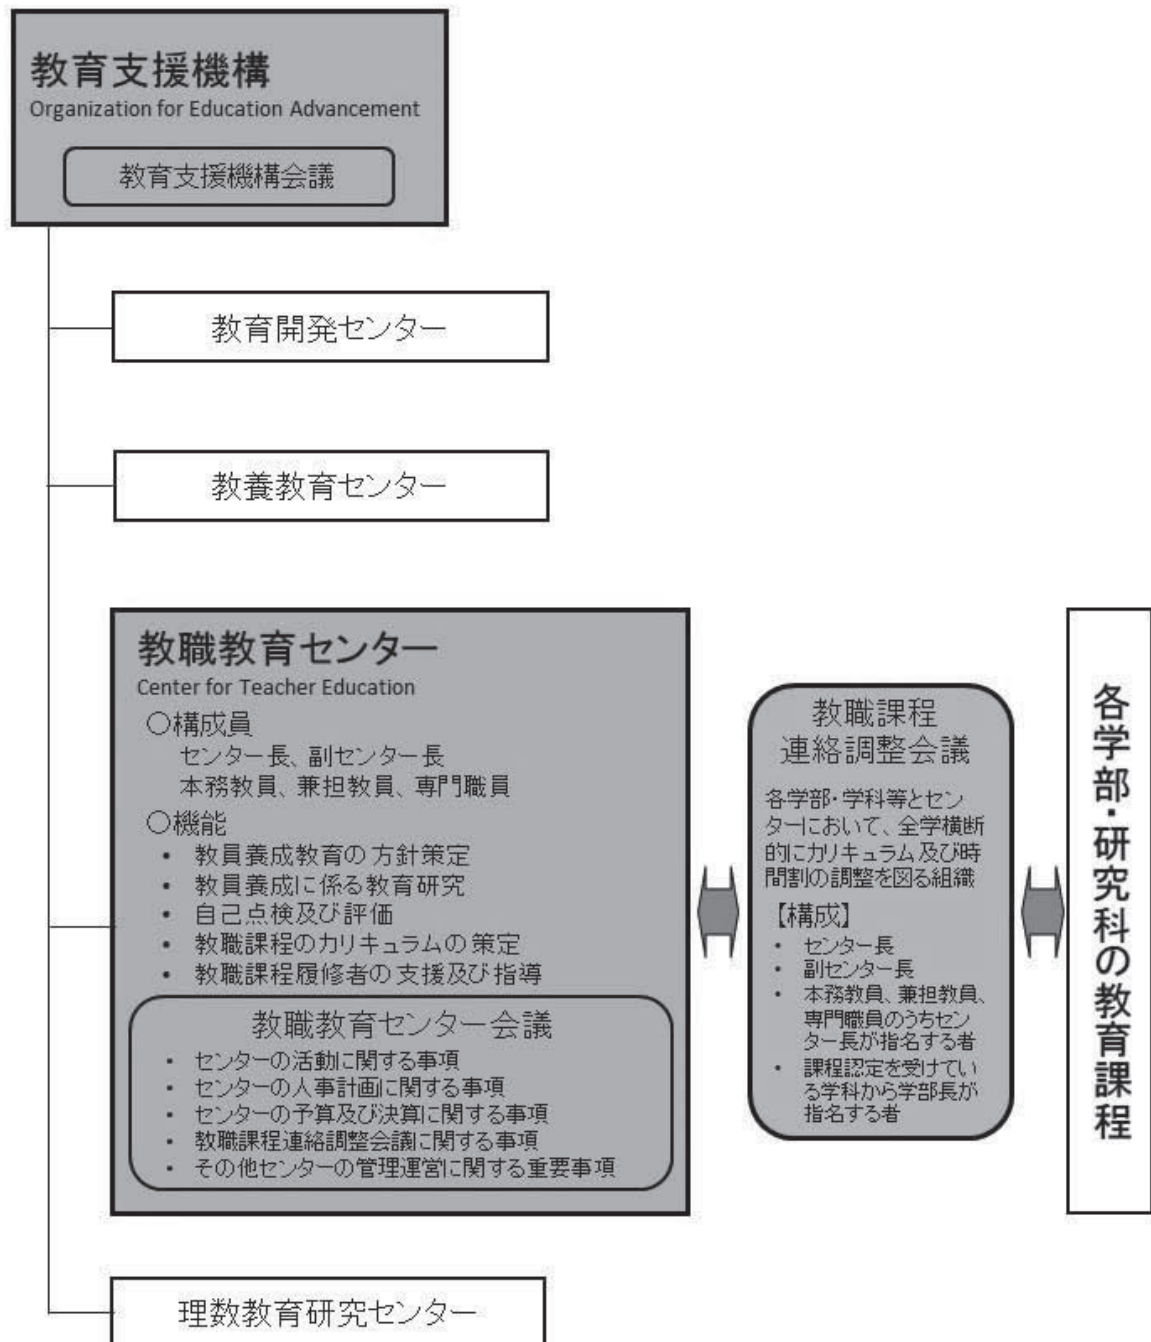 教育支援機構
Organization for Education Advancement
教育支援機構会議
教育開発センター
教養教育センター
教職教育センター
Center for Teacher Education
○構成員
センター長、副センター長
本務教員、兼担教員、専門職員
○機能
・ 教員養成教育の方針策定
・ 教員養成に係る教育研究
・ 自己点検及び評価
・ 教職課程のカリキュラムの策定
・ 教職課程履修者の支援及び指導
教職教育センター会議
・ センターの活動に関する事項
・ センターの人事計画に関する事項
・ センターの予算及び決算に関する事項
・ 教職課程連絡調整会議に関する事項
・ その他センターの管理運営に関する重要事項
教職課程
連絡調整会議
各学部・学科等とセン
ターにおいて、全学横断
的にカリキュラム及び時
間割の調整を図る組織
【構成】
・ センター長
・ 副センター長
・ 本務教員、兼担教員、
専門職員のうちセン
ター長が指名する者
・ 課程認定を受けてい
る学科から学部長が
指名する者
各学部・研究科の教育課程
理数教育研究センター